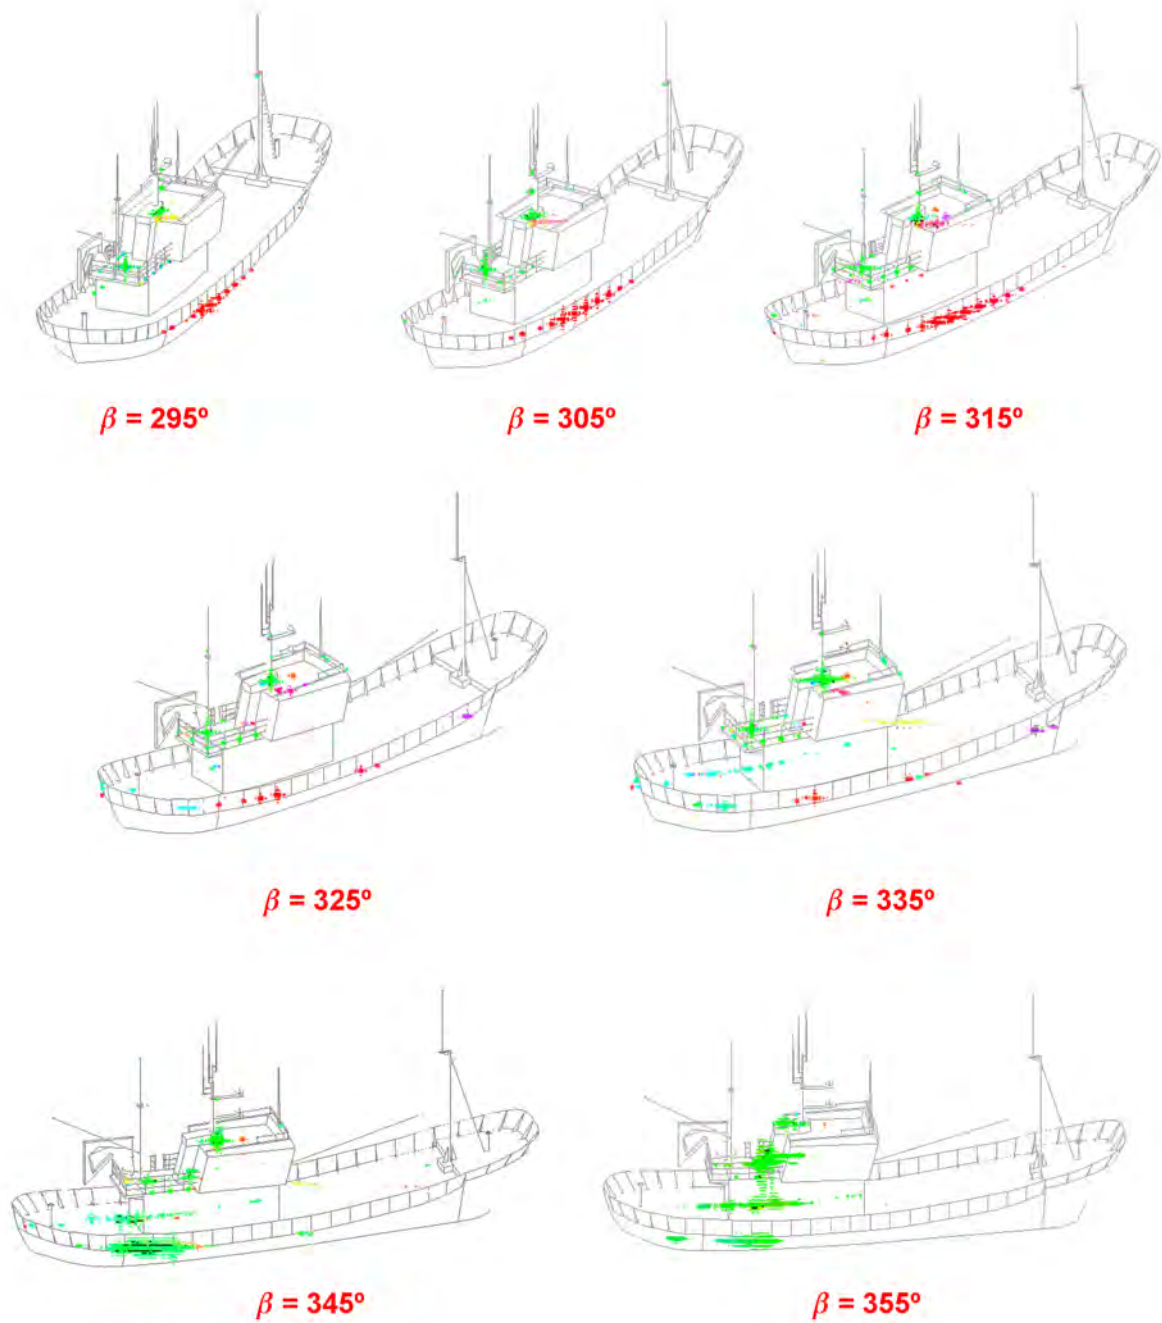 β = 295º
β = 305º
β = 315º
β = 325º
β = 335º
β = 345º
β = 355º